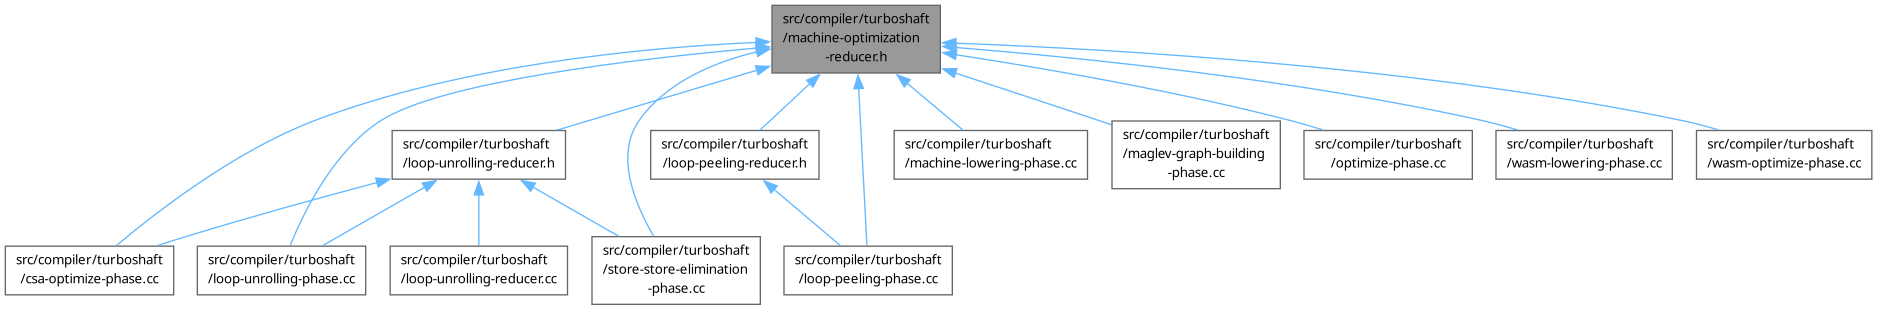 src/compiler/turboshaft
/machine-optimization
-reducer.h
src/compiler/turboshaft
/loop-unrolling-reducer.h
src/compiler/turboshaft
/loop-peeling-reducer.h
src/compiler/turboshaft
/machine-lowering-phase.cc
src/compiler/turboshaft
/maglev-graph-building
-phase.cc
src/compiler/turboshaft
/optimize-phase.cc
src/compiler/turboshaft
/wasm-lowering-phase.cc
src/compiler/turboshaft
/wasm-optimize-phase.cc
src/compiler/turboshaft
/csa-optimize-phase.cc
src/compiler/turboshaft
/loop-unrolling-phase.cc
src/compiler/turboshaft
/loop-unrolling-reducer.cc
src/compiler/turboshaft
/store-store-elimination
-phase.cc
src/compiler/turboshaft
/loop-peeling-phase.cc